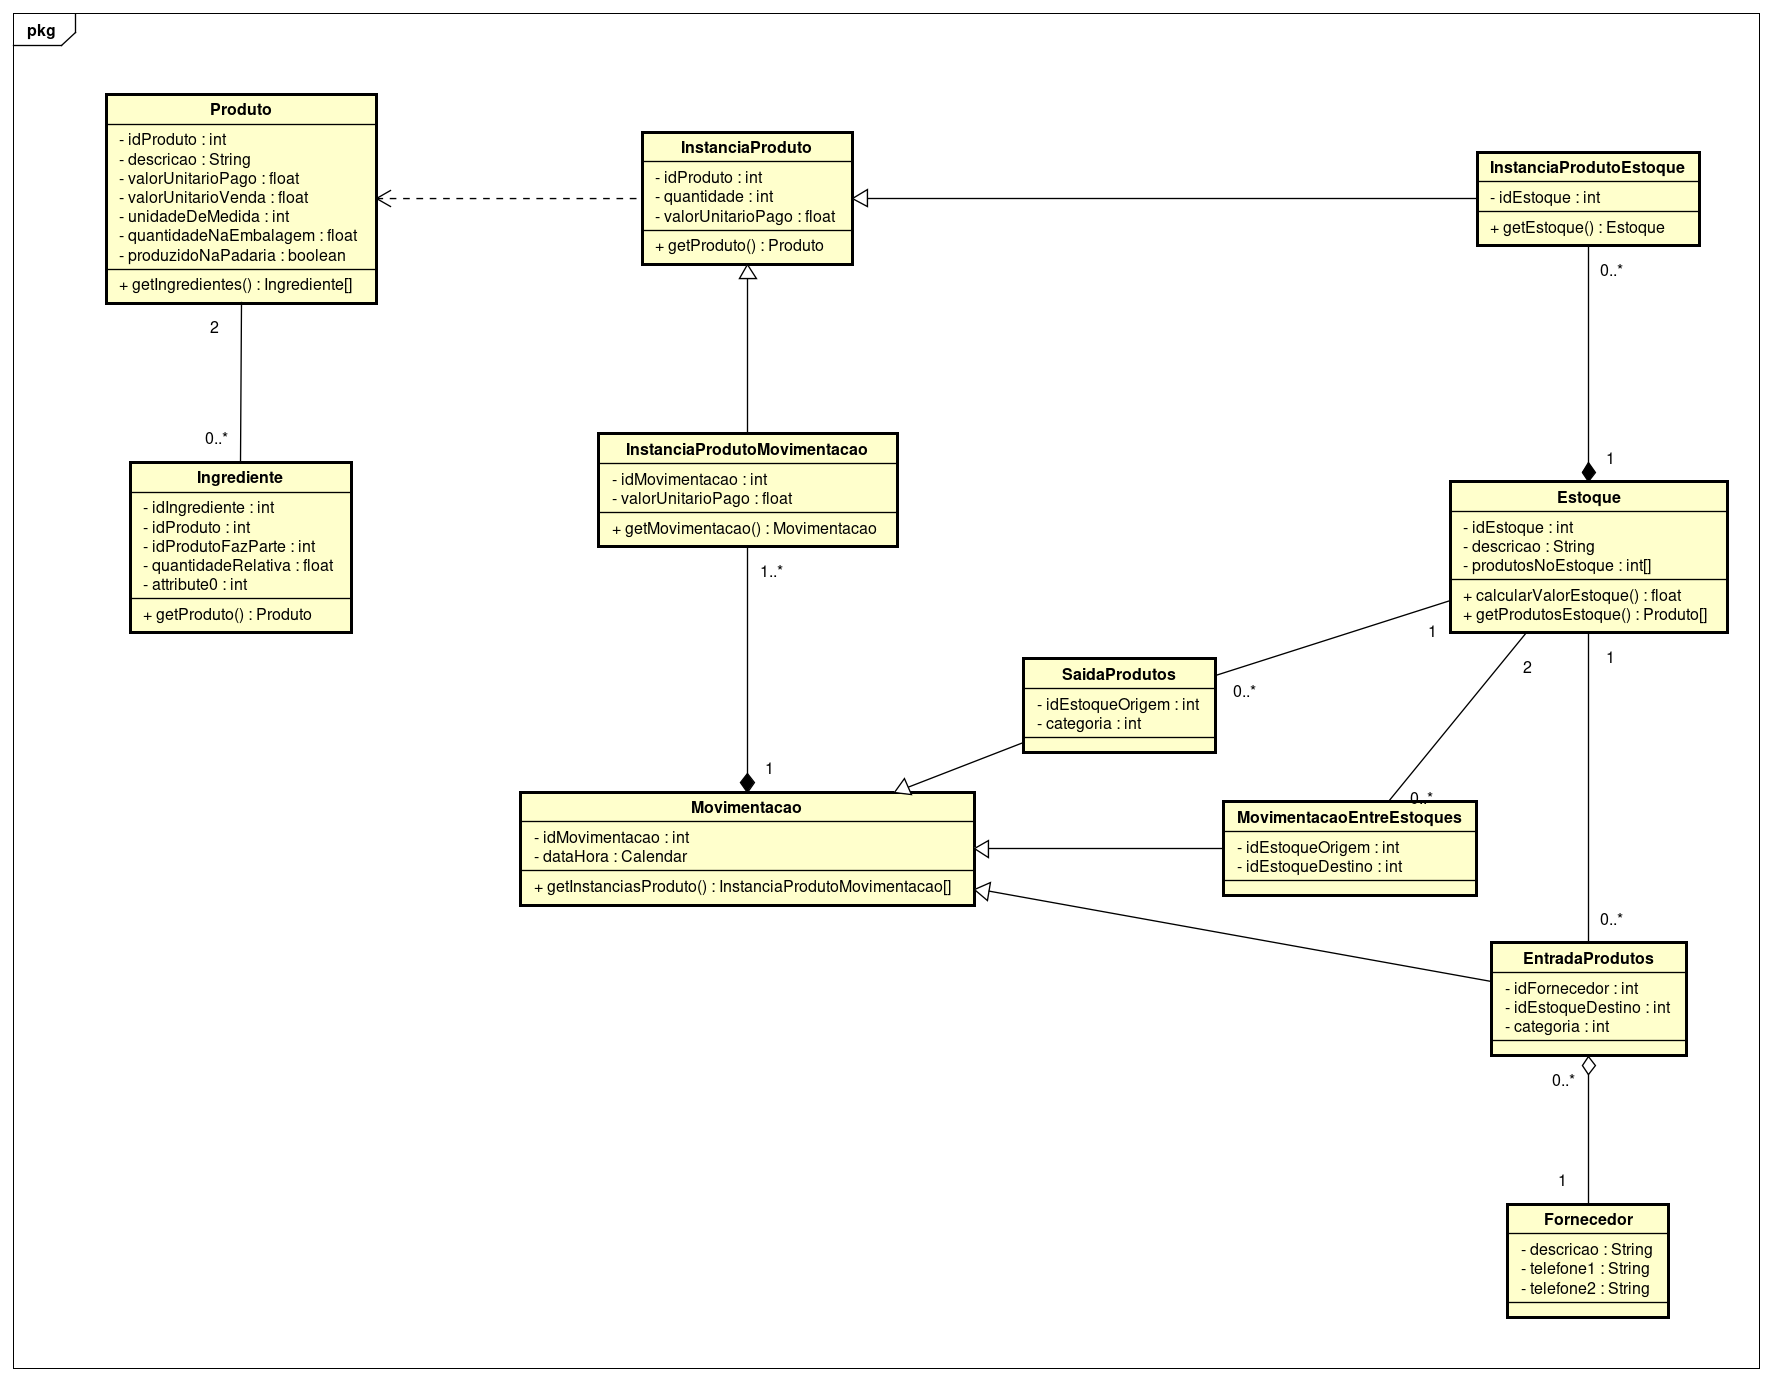 pkg
Produto
- idProduto : int
- descricao : String
- valorUnitarioPago : float
- valorUnitarioVenda : float
- unidadeDeMedida : int
- quantidadeNaEmbalagem : float
- produzidoNaPadaria : boolean
+ getIngredientes() : Ingrediente[]
2
0..*
Ingrediente
- idIngrediente : int
- idProduto : int
- idProdutoFazParte : int
- quantidadeRelativa : float
- attribute0 : int
+ getProduto() : Produto
InstanciaProduto
- idProduto : int
- quantidade : int
- valorUnitarioPago : float
+ getProduto() : Produto
InstanciaProdutoMovimentacao
- idMovimentacao : int
- valorUnitarioPago : float
+ getMovimentacao() : Movimentacao
1..*
1
Movimentacao
- idMovimentacao : int
- dataHora : Calendar
+ getInstanciasProduto() : InstanciaProdutoMovimentacao[]
InstanciaProdutoEstoque
- idEstoque : int
+ getEstoque() : Estoque
0..*
1
Estoque
- idEstoque : int
- descricao : String
- produtosNoEstoque : int[]
+ calcularValorEstoque() : float
+ getProdutosEstoque() : Produto[]
1
2
1
SaidaProdutos
- idEstoqueOrigem : int
- categoria : int
0..*
0..*
MovimentacaoEntreEstoques
- idEstoqueOrigem : int
- idEstoqueDestino : int
0..*
EntradaProdutos
- idFornecedor : int
- idEstoqueDestino : int
- categoria : int
0..*
1
Fornecedor
- descricao : String
- telefone1 : String
- telefone2 : String